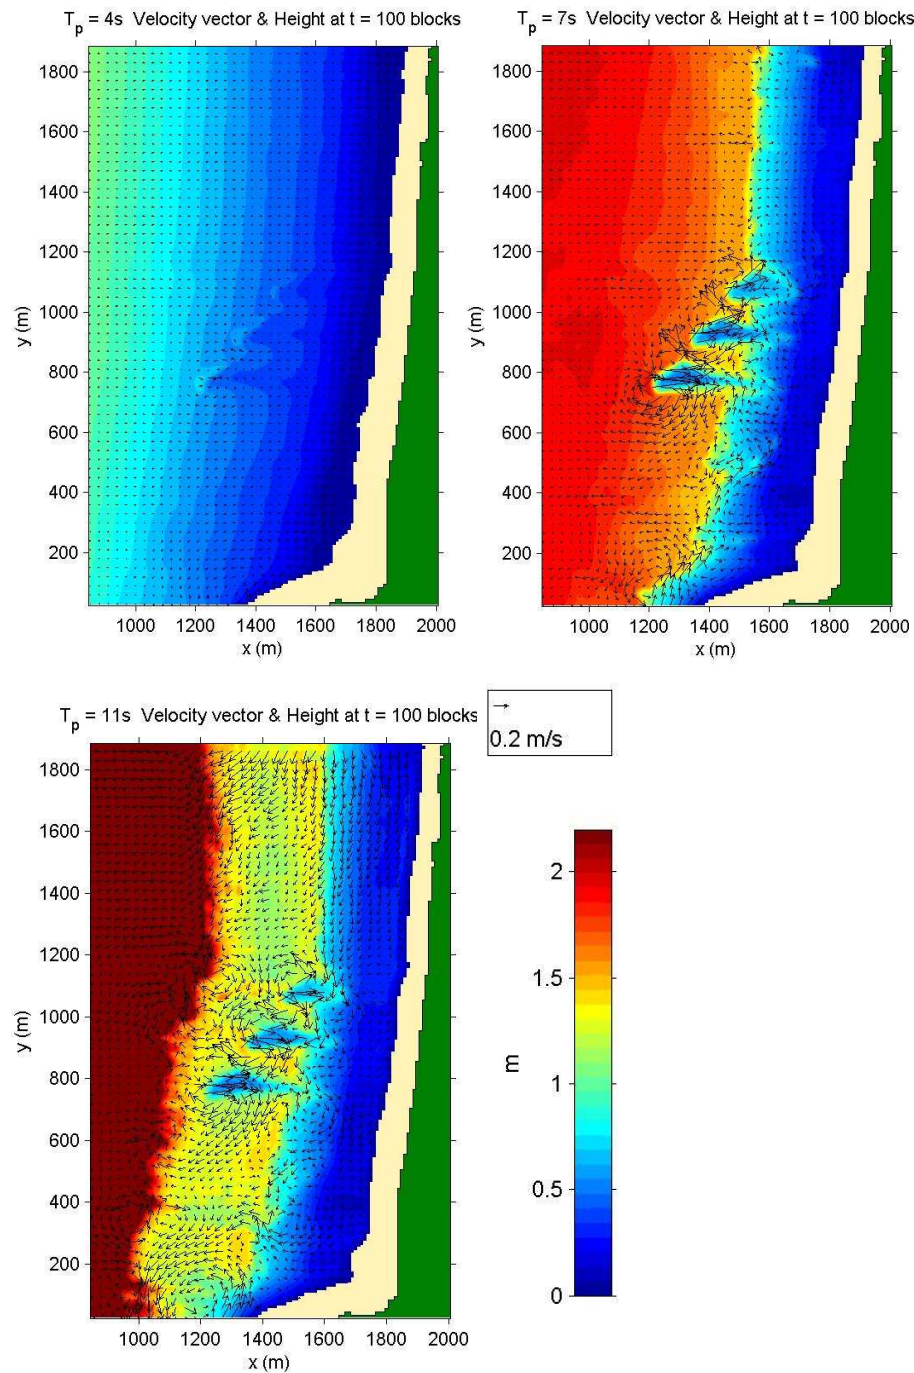 T_p = 4s Velocity vector & Height at t = 100 blocks
1800
1600
1400
1200
1000
800
600
400
200
y (m)
1000 1200 1400 1600 1800 2000
x (m)
T_p = 7s Velocity vector & Height at t = 100 blocks
1800
1600
1400
1200
1000
800
600
400
200
y (m)
1000 1200 1400 1600 1800 2000
x (m)
T_p = 11s Velocity vector & Height at t = 100 blocks
1800
1600
1400
1200
1000
800
600
400
200
y (m)
1000 1200 1400 1600 1800 2000
x (m)
0.2 m/s
2
1.5
1
0.5
0
m